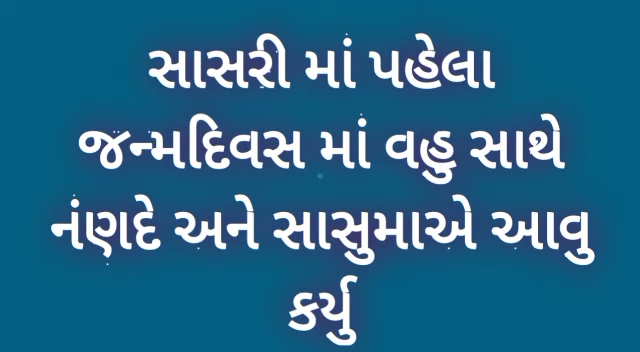 સાસરી માં પહેલા
જન્મદિવસ માં વહુ સાથે
નંણદે અને સાસુમાએ આવુ
કર્યુ